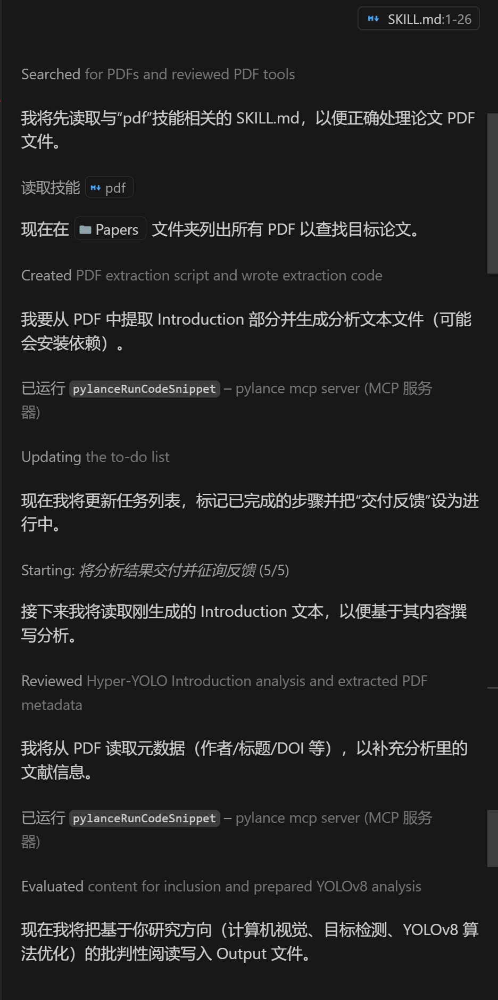 SKILL.md:1-26
Searched for PDFs and reviewed PDF tools
我将先读取与“pdf”技能相关的 SKILL.md，以便正确处理论文 PDF
文件。
读取技能 pdf
现在在 Papers 文件夹列出所有 PDF 以查找目标论文。
Created PDF extraction script and wrote extraction code
我要从 PDF 中提取 Introduction 部分并生成分析文本文件（可能
会安装依赖）。
已运行 pylanceRunCodeSnippet – pylance mcp server (MCP 服务
器)
Updating the to-do list
现在我将更新任务列表，标记已完成的步骤并把“交付反馈”设为进
行中。
Starting: 将分析结果交付并征询反馈 (5/5)
接下来我将读取刚生成的 Introduction 文本，以便基于其内容撰
写分析。
Reviewed Hyper-YOLO Introduction analysis and extracted PDF
metadata
我将从 PDF 读取元数据（作者/标题/DOI 等），以补充分析里的
文献信息。
已运行 pylanceRunCodeSnippet – pylance mcp server (MCP 服务
器)
Evaluated content for inclusion and prepared YOLOv8 analysis
现在我将把基于你研究方向（计算机视觉、目标检测、YOLOv8 算
法优化）的批判性阅读写入 Output 文件。